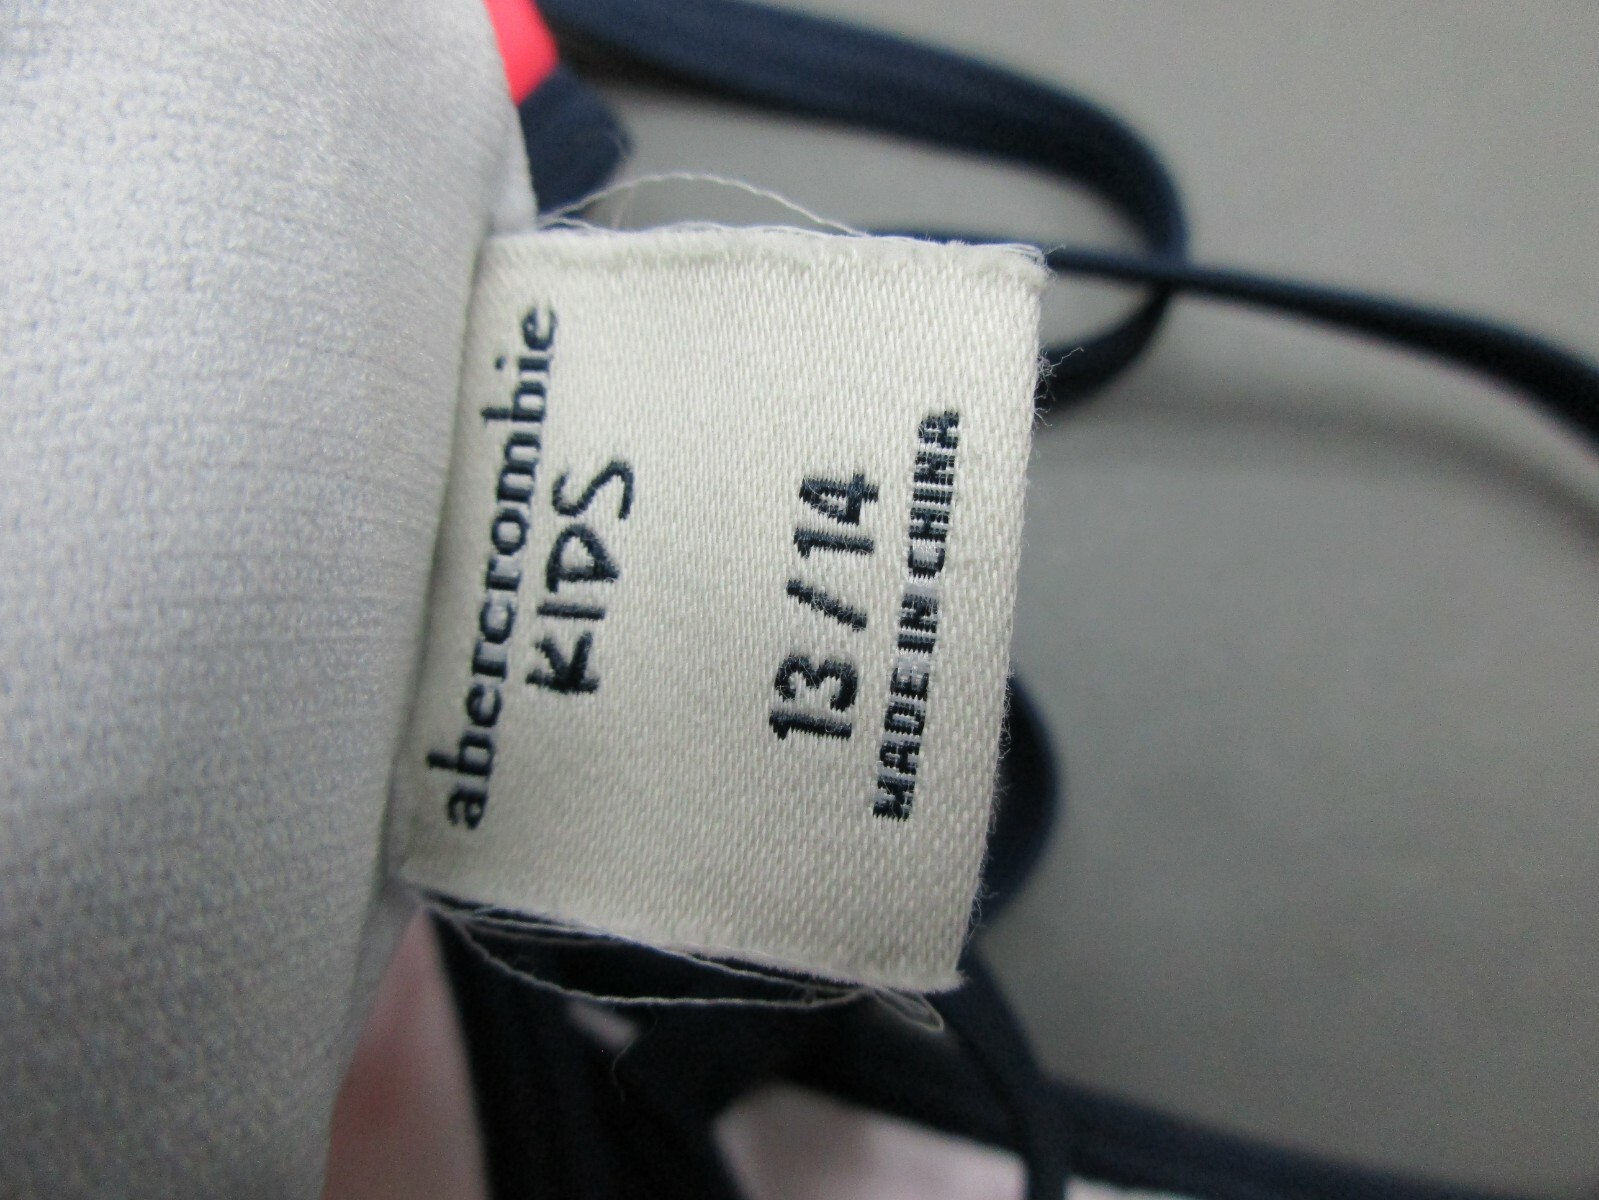 abercrombie
KIDS
13/14
MADE IN CHINA